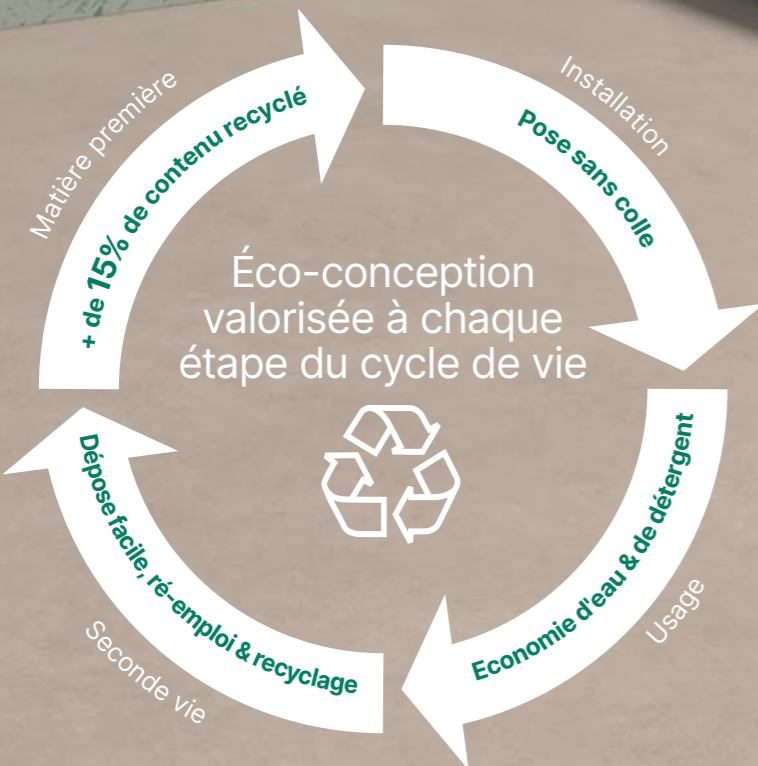 Matière première
+ de 15% de contenu recyclé
Installation
Pose sans colle
Éco-conception
valorisée à chaque
étape du cycle de vie
Economie d'eau & de détergent
Usage
Dépose facile, ré-emploi & recyclage
Seconde vie